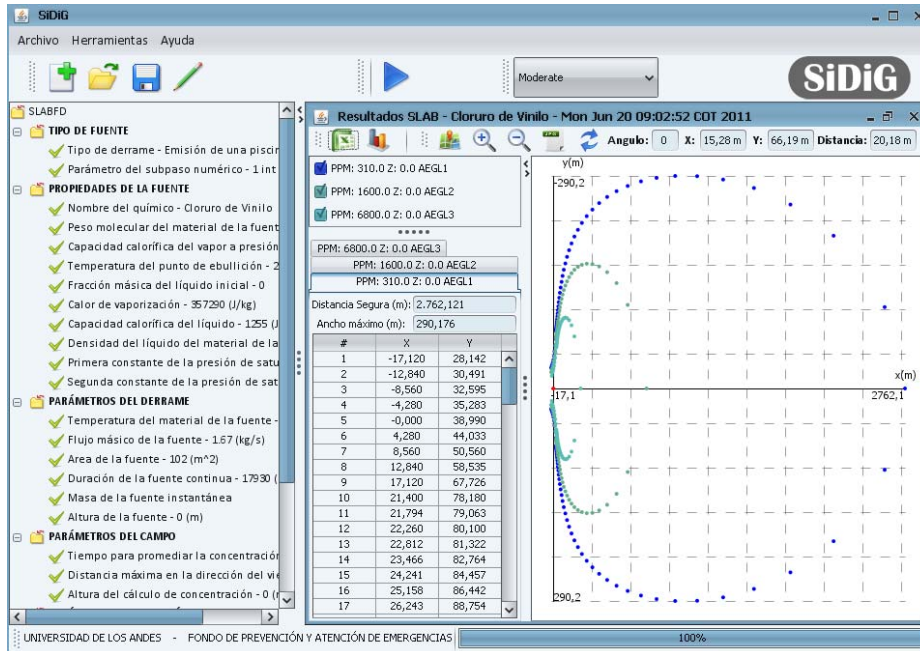 SiDiG
Archivo Herramientas Ayuda
Moderate
SiDiG
SLABFD
TIPO DE FUENTE
Tipo de derrame - Emisión de una piscir
Parámetro del subpaso numérico - 1 int
PROPIEDADES DE LA FUENTE
Nombre del químico - Cloruro de Vinilo
Peso molecular del material de la fuent
Capacidad calorífica del vapor a presión
Temperatura del punto de ebullición - 2
Fracción másica del líquido inicial - 0
Calor de vaporización - 357290 (J/kg)
Capacidad calorífica del líquido - 1255 (J
Densidad del líquido del material de la
Primera constante de la presión de satu
Segunda constante de la presión de sat
PARÁMETROS DEL DERRAME
Temperatura del material de la fuente -
Flujo másico de la fuente - 1.67 (kg/s)
Area de la fuente - 102 (m^2)
Duración de la fuente continua - 17930 (
Masa de la fuente instantánea
Altura de la fuente - 0 (m)
PARÁMETROS DEL CAMPO
Tiempo para promediar la concentración
Distancia máxima en la dirección del vie
Altura del cálculo de concentración - 0 (r
Resultados SLAB - Cloruro de Vinilo - Mon Jun 20 09:02:52 COT 2011
Angulo: 0 X: 15,28 m Y: 66,19 m Distancia: 20,18 m
PPM: 310.0 Z: 0.0 AEGL1
PPM: 1600.0 Z: 0.0 AEGL2
PPM: 6800.0 Z: 0.0 AEGL3
PPM: 6800.0 Z: 0.0 AEGL3
PPM: 1600.0 Z: 0.0 AEGL2
PPM: 310.0 Z: 0.0 AEGL1
Distancia Segura (m): 2.762,121
Ancho máximo (m): 290,176
# X Y
1 -17,120 28,142
2 -12,840 30,491
3 -8,560 32,595
4 -4,280 35,283
5 -0,000 38,990
6 4,280 44,033
7 8,560 50,560
8 12,840 58,535
9 17,120 67,726
10 21,400 78,180
11 21,794 79,063
12 22,260 80,100
13 22,812 81,322
14 23,466 82,764
15 24,241 84,457
16 25,158 86,442
17 26,243 88,754
y(m)
-290,2
x(m)
-17,1
2762,1
290,2
UNIVERSIDAD DE LOS ANDES - FONDO DE PREVENCIÓN Y ATENCIÓN DE EMERGENCIAS
100%